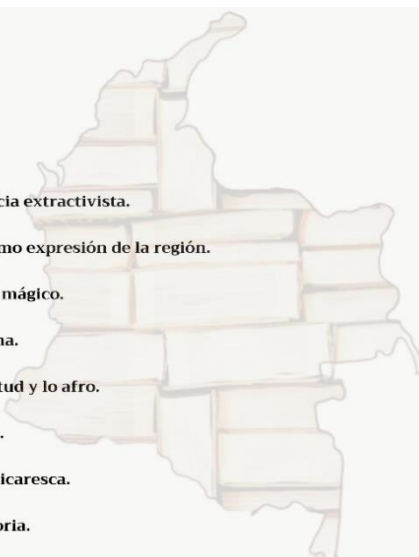 cia extractivista.
mo expresión de la región.
mágico.
na.
tud y lo afro.
.
icaresca.
oria.